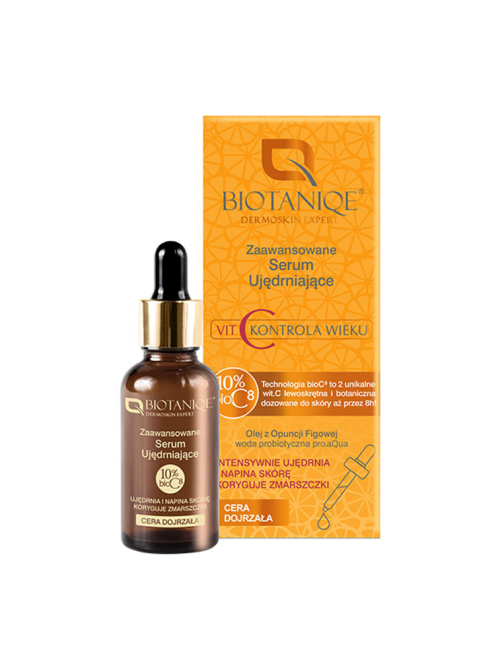 BIOTANIQE®
DERMOSKIN EXPERT
Zaawansowane
Serum
Ujędrniające
VIT C KONTROLA WIEKU
10%
bioC8
Technologia bioC⁸ to 2 unikalne
wit.C lewoskrętna i botaniczna
dozowane do skóry aż przez 8h!
Olej z Opuncji Figowej
woda probiotyczna pro.aQua
INTENSYWNIE UJĘDRNIA
NAPINA SKÓRĘ
KORYGUJE ZMARSZCZKI
CERA
DOJRZAŁA
BIOTANIQE®
DERMOSKIN EXPERT
Zaawansowane
Serum
Ujędrniające
10%
bioC8
UJĘDRNIA I NAPINA SKÓRĘ
KORYGUJE ZMARSZCZKI
CERA DOJRZAŁA